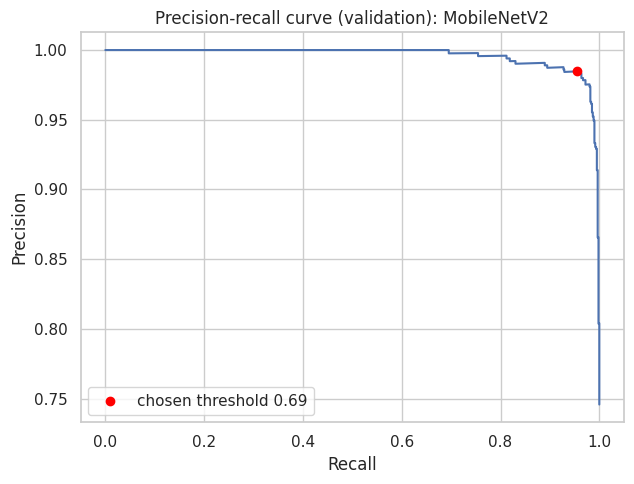 Precision-recall curve (validation): MobileNetV2
1.00
0.95
0.90
0.85
0.80
0.75
Precision
chosen threshold 0.69
0.0 0.2 0.4 0.6 0.8 1.0
Recall